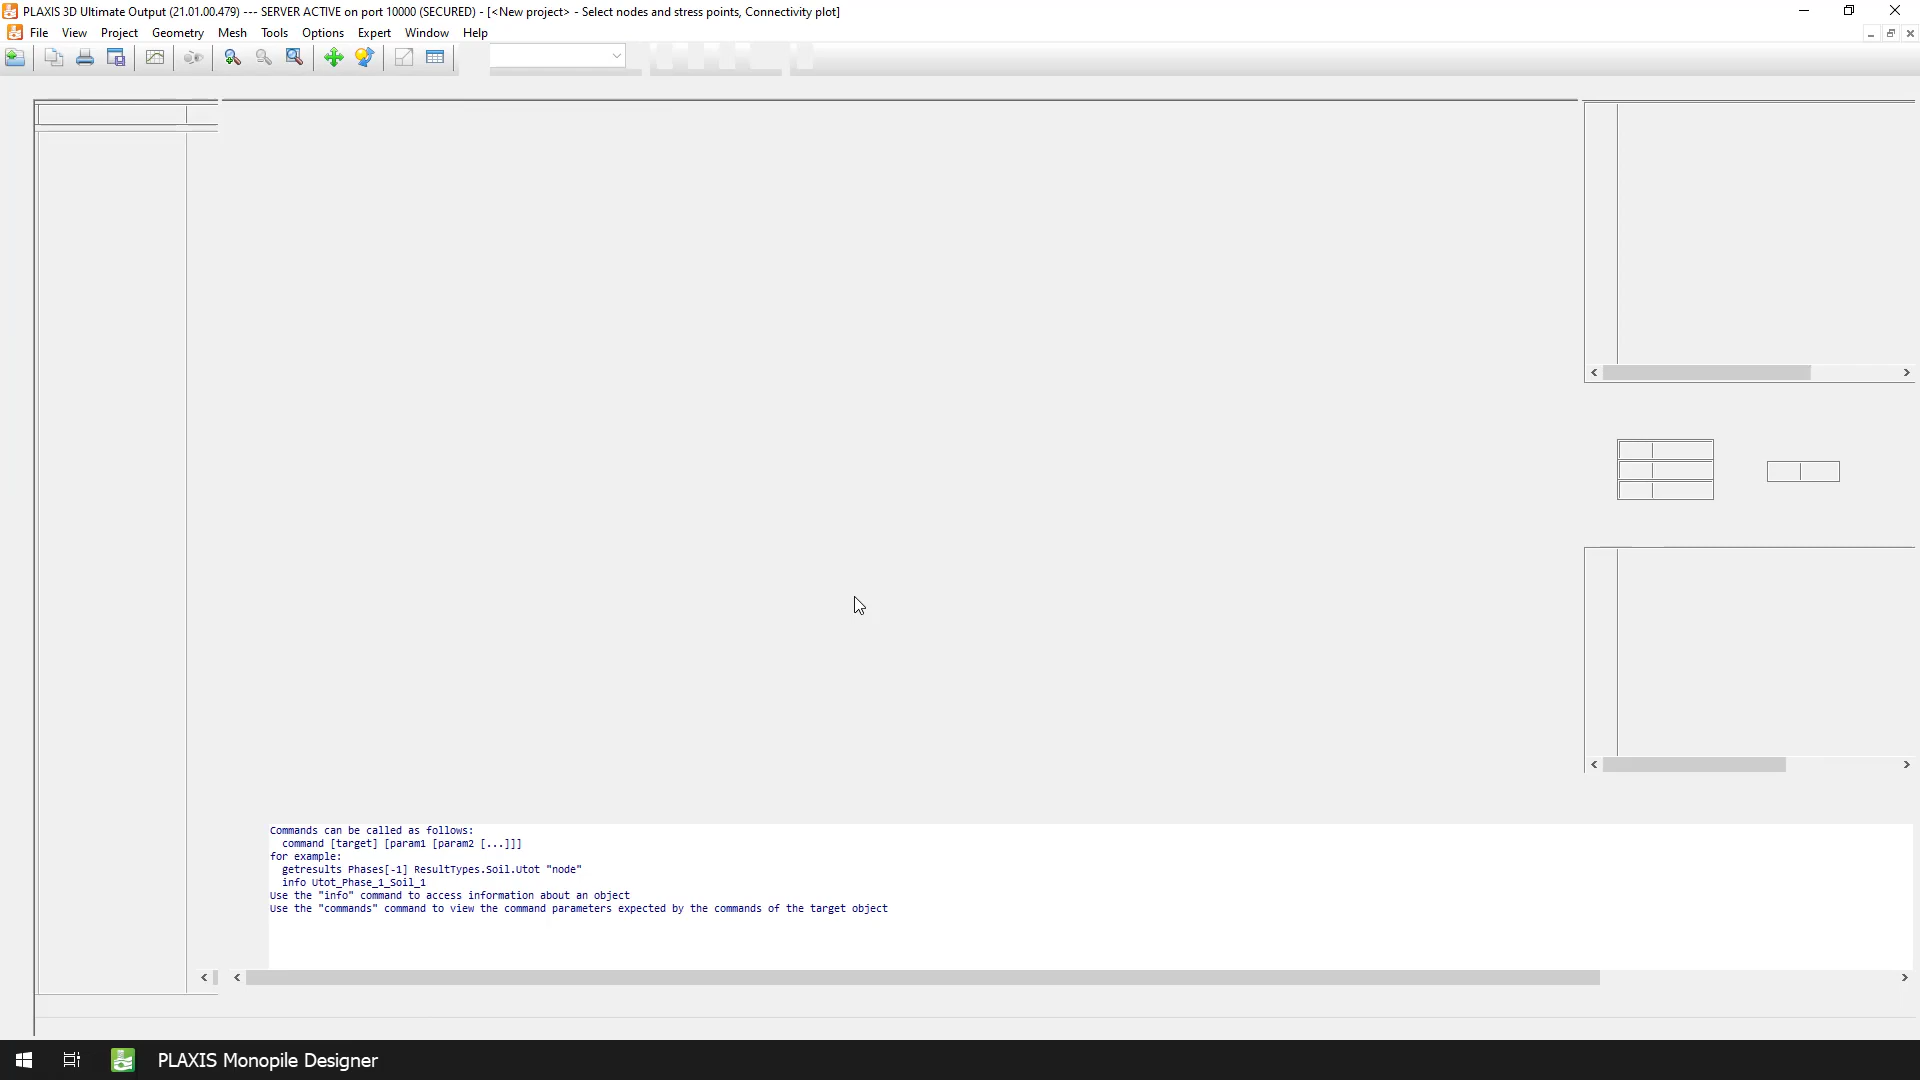 PLAXIS 3D Ultimate Output (21.01.00.479) --- SERVER ACTIVE on port 10000 (SECURED) - [<New project> - Select nodes and stress points, Connectivity plot]
File View Project Geometry Mesh Tools Options Expert Window Help
Commands can be called as follows:
command [target] [param1 [param2 [...]]]
for example:
getresults Phases[-1] ResultTypes.Soil.Utot "node"
info Utot_Phase_1_Soil_1
Use the "info" command to access information about an object
Use the "commands" command to view the command parameters expected by the commands of the target object
PLAXIS Monopile Designer